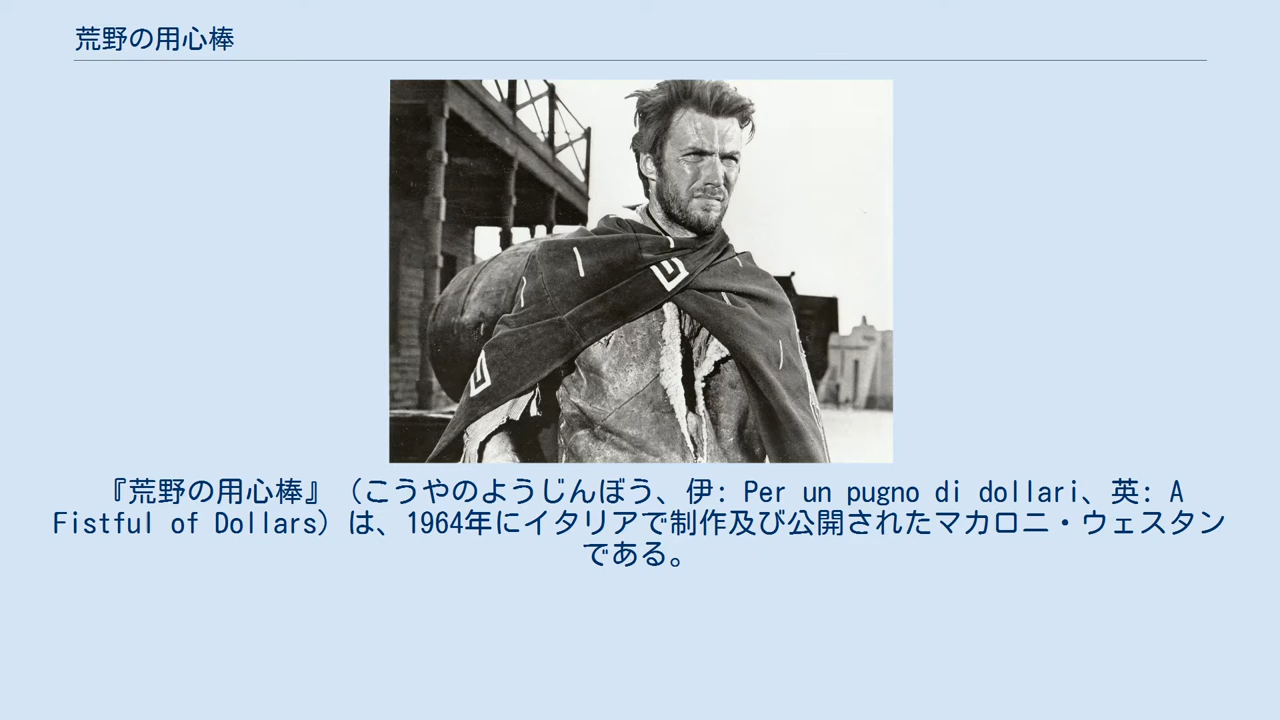 荒野の用心棒
『荒野の用心棒』（こうやのようじんぼう、伊: Per un pugno di dollari、英: A
Fistful of Dollars）は、1964年にイタリアで制作及び公開されたマカロニ・ウェスタン
である。